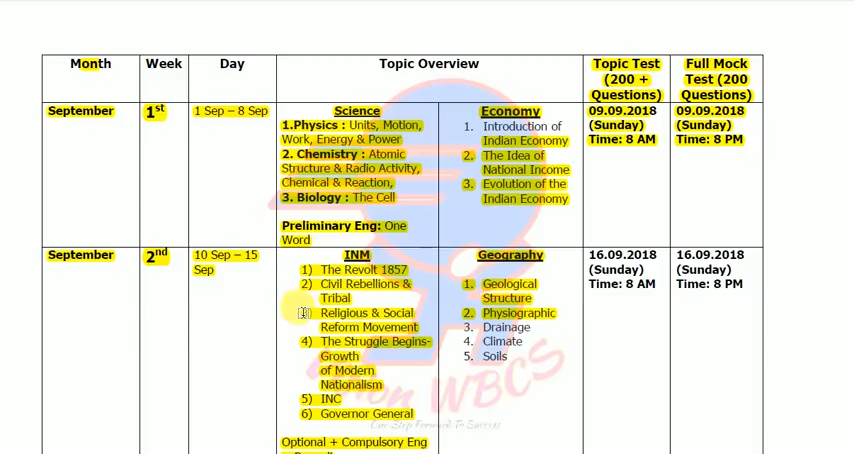 Month Week Day Topic Overview Topic Test Full Mock
(200 + Test (200
Questions) Questions)
September 1st 1 Sep – 8 Sep Science Economy 09.09.2018 09.09.2018
1.Physics : Units, Motion, 1. Introduction of (Sunday) (Sunday)
Work, Energy & Power Indian Economy Time: 8 AM Time: 8 PM
2. Chemistry : Atomic 2. The Idea of
Structure & Radio Activity, National Income
Chemical & Reaction, 3. Evolution of the
3. Biology : The Cell Indian Economy
Preliminary Eng: One
Word
September 2nd 10 Sep – 15 INM Geography 16.09.2018 16.09.2018
Sep 1) The Revolt 1857 (Sunday) (Sunday)
2) Civil Rebellions & 1. Geological Time: 8 AM Time: 8 PM
Tribal Structure
) Religious & Social 2. Physiographic
Reform Movement 3. Drainage
4) The Struggle Begins- 4. Climate
Growth 5. Soils
of Modern
Nationalism
5) INC
6) Governor General
WBCS
One Step Forward To Success
Optional + Compulsory Eng